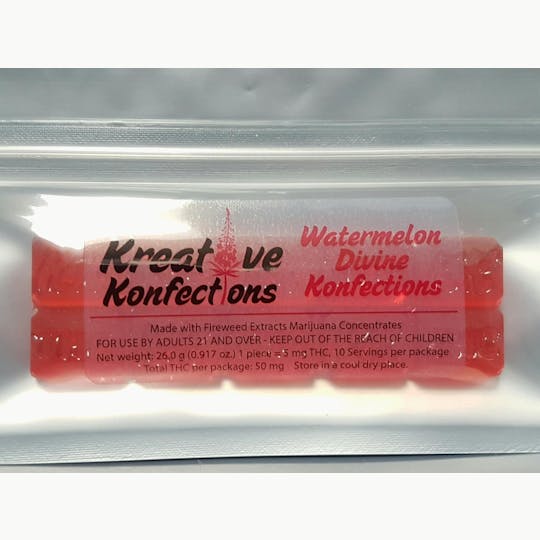 Kreative
Konfections
Watermelon
Divine
Konfections
Made with Fireweed Extracts Marijuana Concentrates
FOR USE BY ADULTS 21 AND OVER - KEEP OUT OF THE REACH OF CHILDREN
Net weight: 26.0 g (0.917 oz.) 1 piece = 5 mg THC, 10 Servings per package
Total THC per package: 50 mg Store in a cool dry place.